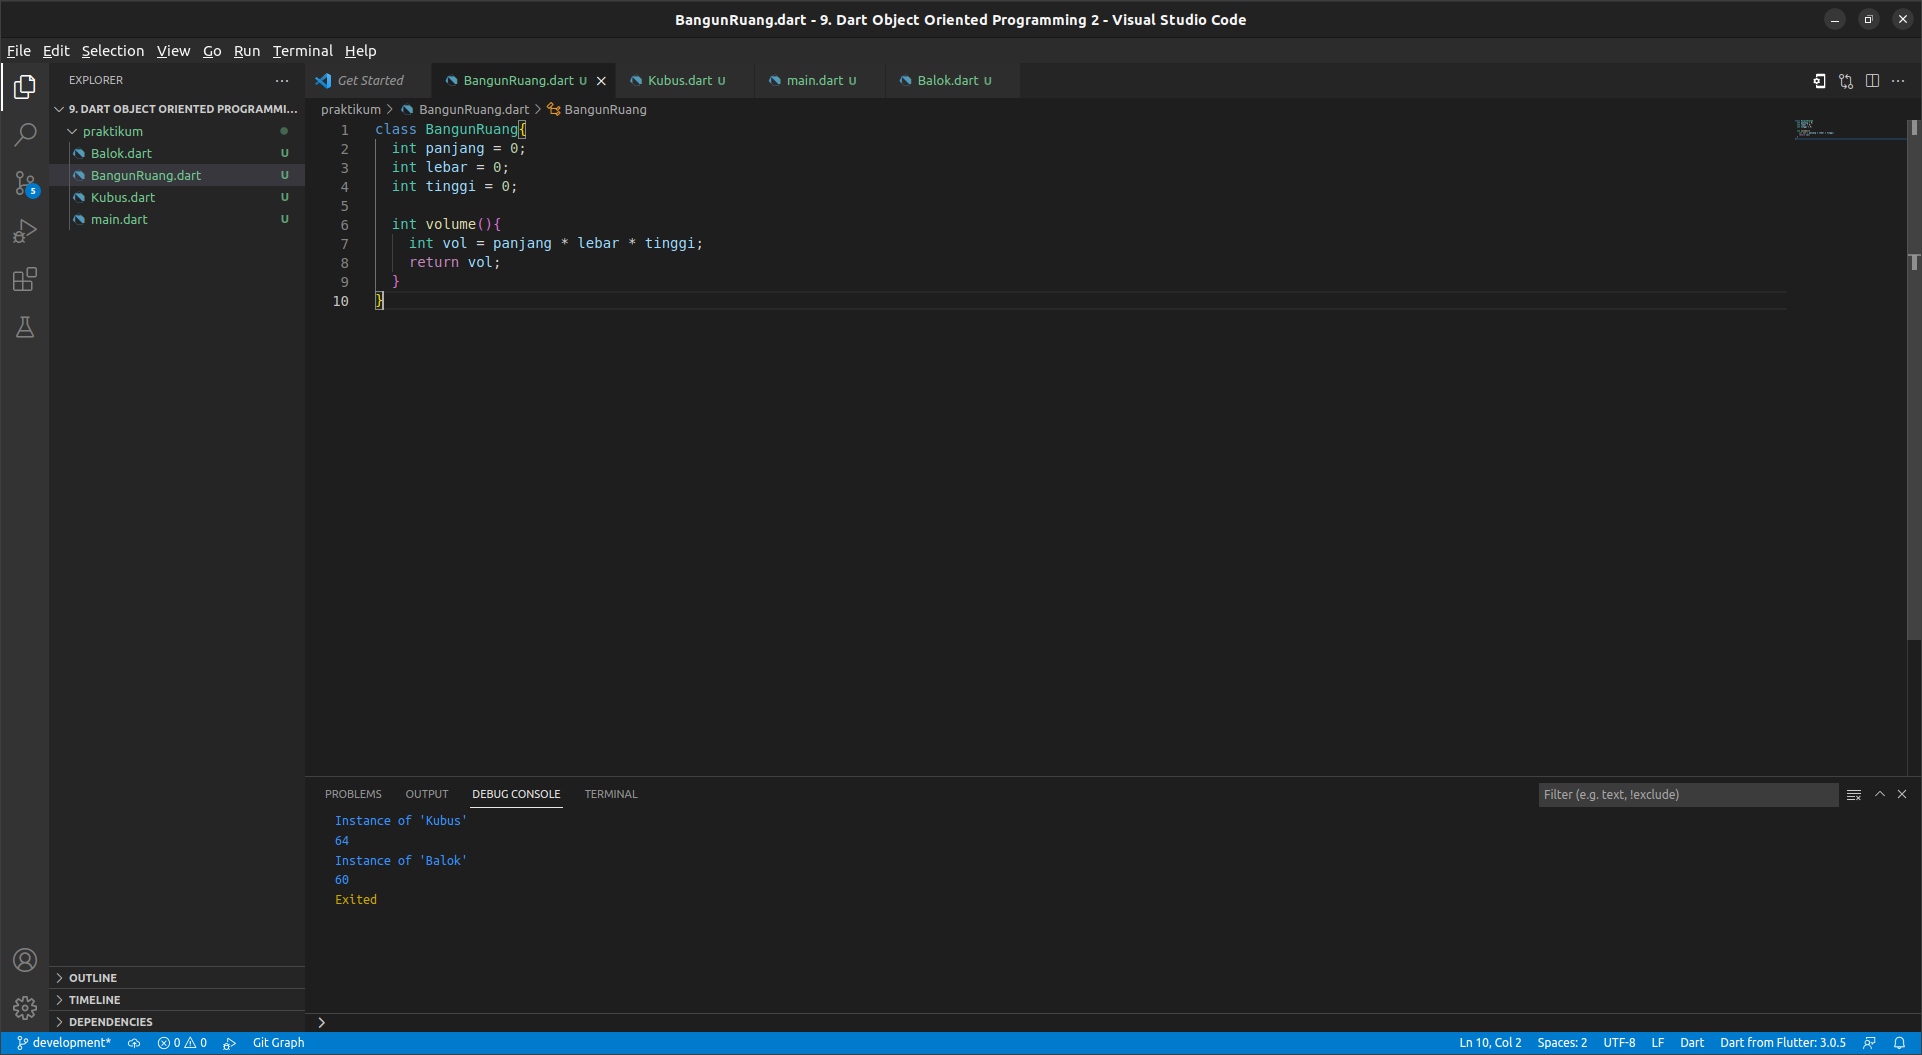 BangunRuang.dart - 9. Dart Object Oriented Programming 2 - Visual Studio Code
File Edit Selection View Go Run Terminal Help
EXPLORER
9. DART OBJECT ORIENTED PROGRAMMI...
praktikum
Balok.dart U
BangunRuang.dart U
Kubus.dart U
main.dart U
5
OUTLINE
TIMELINE
DEPENDENCIES
Get Started BangunRuang.dart U Kubus.dart U main.dart U Balok.dart U
praktikum > BangunRuang.dart > BangunRuang
1 class BangunRuang{
2 int panjang = 0;
3 int lebar = 0;
4 int tinggi = 0;
5
6 int volume(){
7 int vol = panjang * lebar * tinggi;
8 return vol;
9 }
10 }
PROBLEMS OUTPUT DEBUG CONSOLE TERMINAL Filter (e.g. text, !exclude)
Instance of 'Kubus'
64
Instance of 'Balok'
60
Exited
development* 0 0 Git Graph Ln 10, Col 2 Spaces: 2 UTF-8 LF Dart Dart from Flutter: 3.0.5